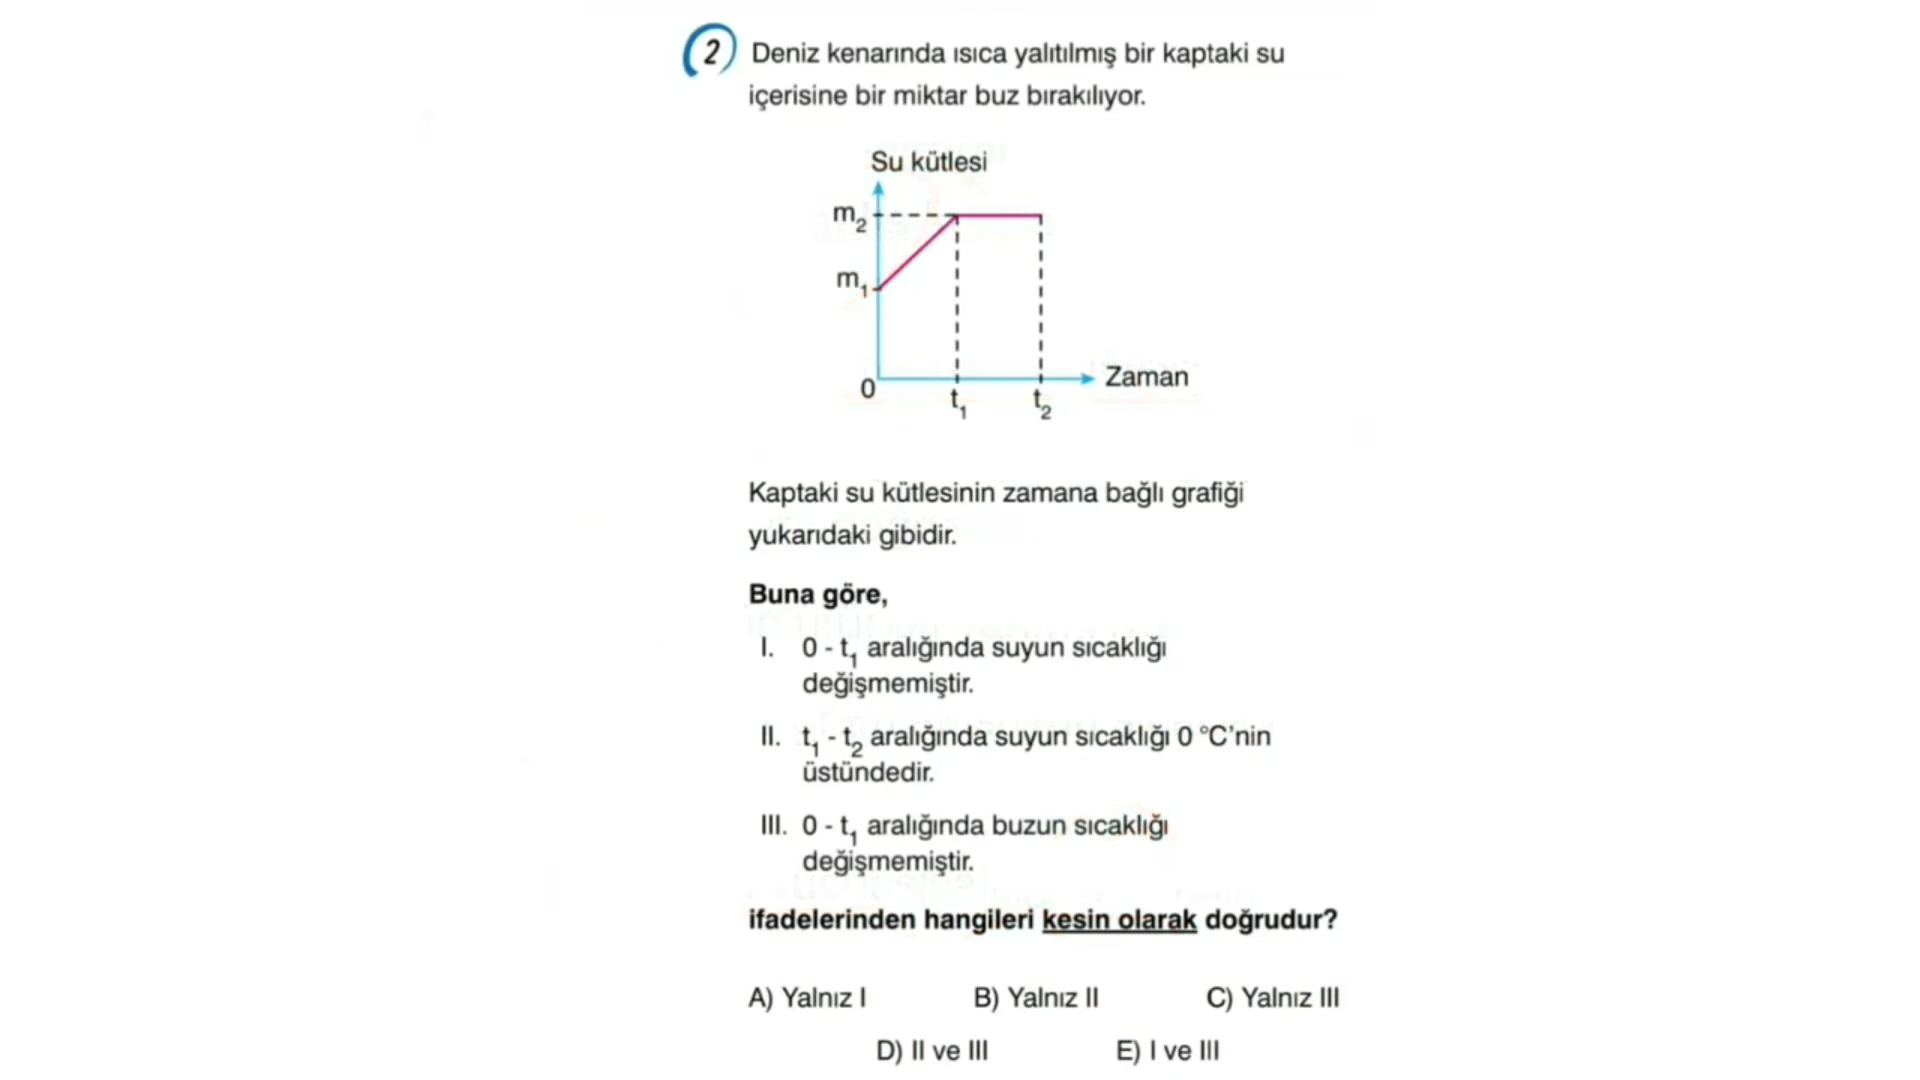 2 Deniz kenarında ısıca yalıtılmış bir kaptaki su
içerisine bir miktar buz bırakılıyor.
Su kütlesi
m2
m1
0
t1
t2
Zaman
Kaptaki su kütlesinin zamana bağlı grafiği
yukarıdaki gibidir.
Buna göre,
I. 0 - t1 aralığında suyun sıcaklığı
değişmemiştir.
II. t1 - t2 aralığında suyun sıcaklığı 0 °C'nin
üstündedir.
III. 0 - t1 aralığında buzun sıcaklığı
değişmemiştir.
ifadelerinden hangileri kesin olarak doğrudur?
A) Yalnız I B) Yalnız II C) Yalnız III
D) II ve III E) I ve III